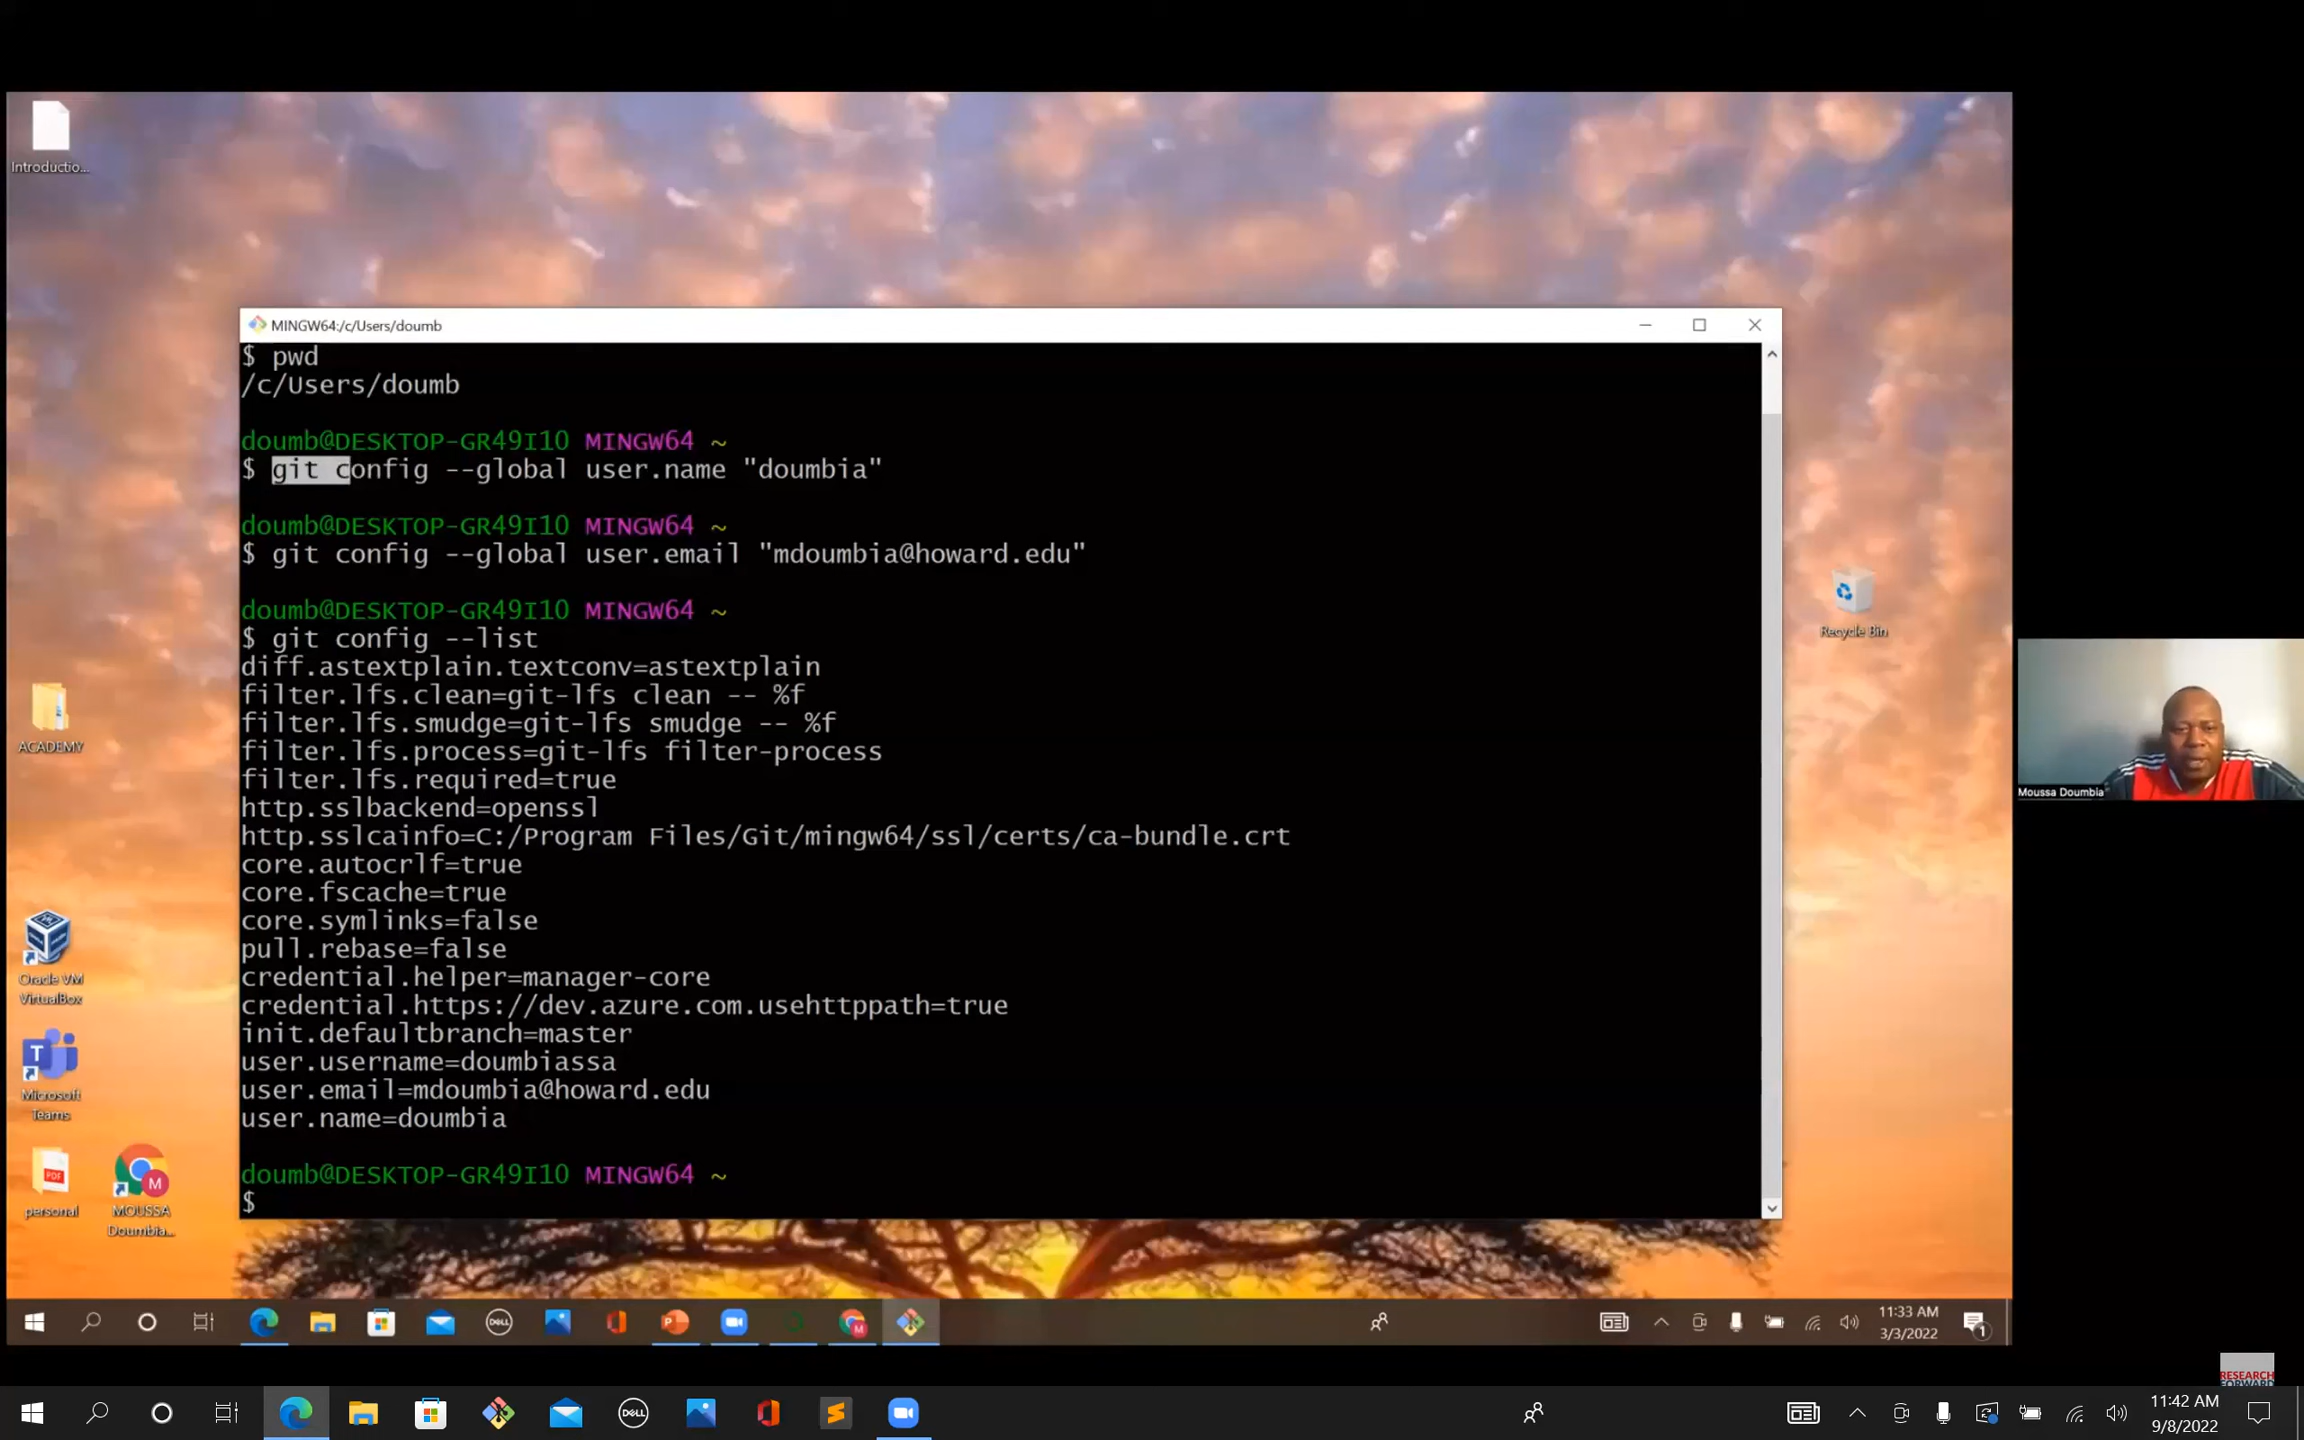 Introductio...
MINGW64:/c/Users/doumb
$ pwd
/c/Users/doumb
doumb@DESKTOP-GR49I10 MINGW64 ~
$ git config --global user.name "doumbia"
doumb@DESKTOP-GR49I10 MINGW64 ~
$ git config --global user.email "mdoumbia@howard.edu"
doumb@DESKTOP-GR49I10 MINGW64 ~
$ git config --list
diff.astextplain.textconv=astextplain
filter.lfs.clean=git-lfs clean -- %f
filter.lfs.smudge=git-lfs smudge -- %f
filter.lfs.process=git-lfs filter-process
filter.lfs.required=true
http.sslbackend=openssl
http.sslcainfo=C:/Program Files/Git/mingw64/ssl/certs/ca-bundle.crt
core.autocrlf=true
core.fscache=true
core.symlinks=false
pull.rebase=false
credential.helper=manager-core
credential.https://dev.azure.com.usehttppath=true
init.defaultbranch=master
user.username=doumbiassa
user.email=mdoumbia@howard.edu
user.name=doumbia
doumb@DESKTOP-GR49I10 MINGW64 ~
$
Recycle Bin
Moussa Doumbia
ACADEMY
Oracle VM
VirtualBox
Microsoft
Teams
PDF
personal
M
MOUSSA
Doumbia...
DELL
11:33 AM
3/3/2022
1
RESEARCH
FORWARD
DELL
11:42 AM
9/8/2022